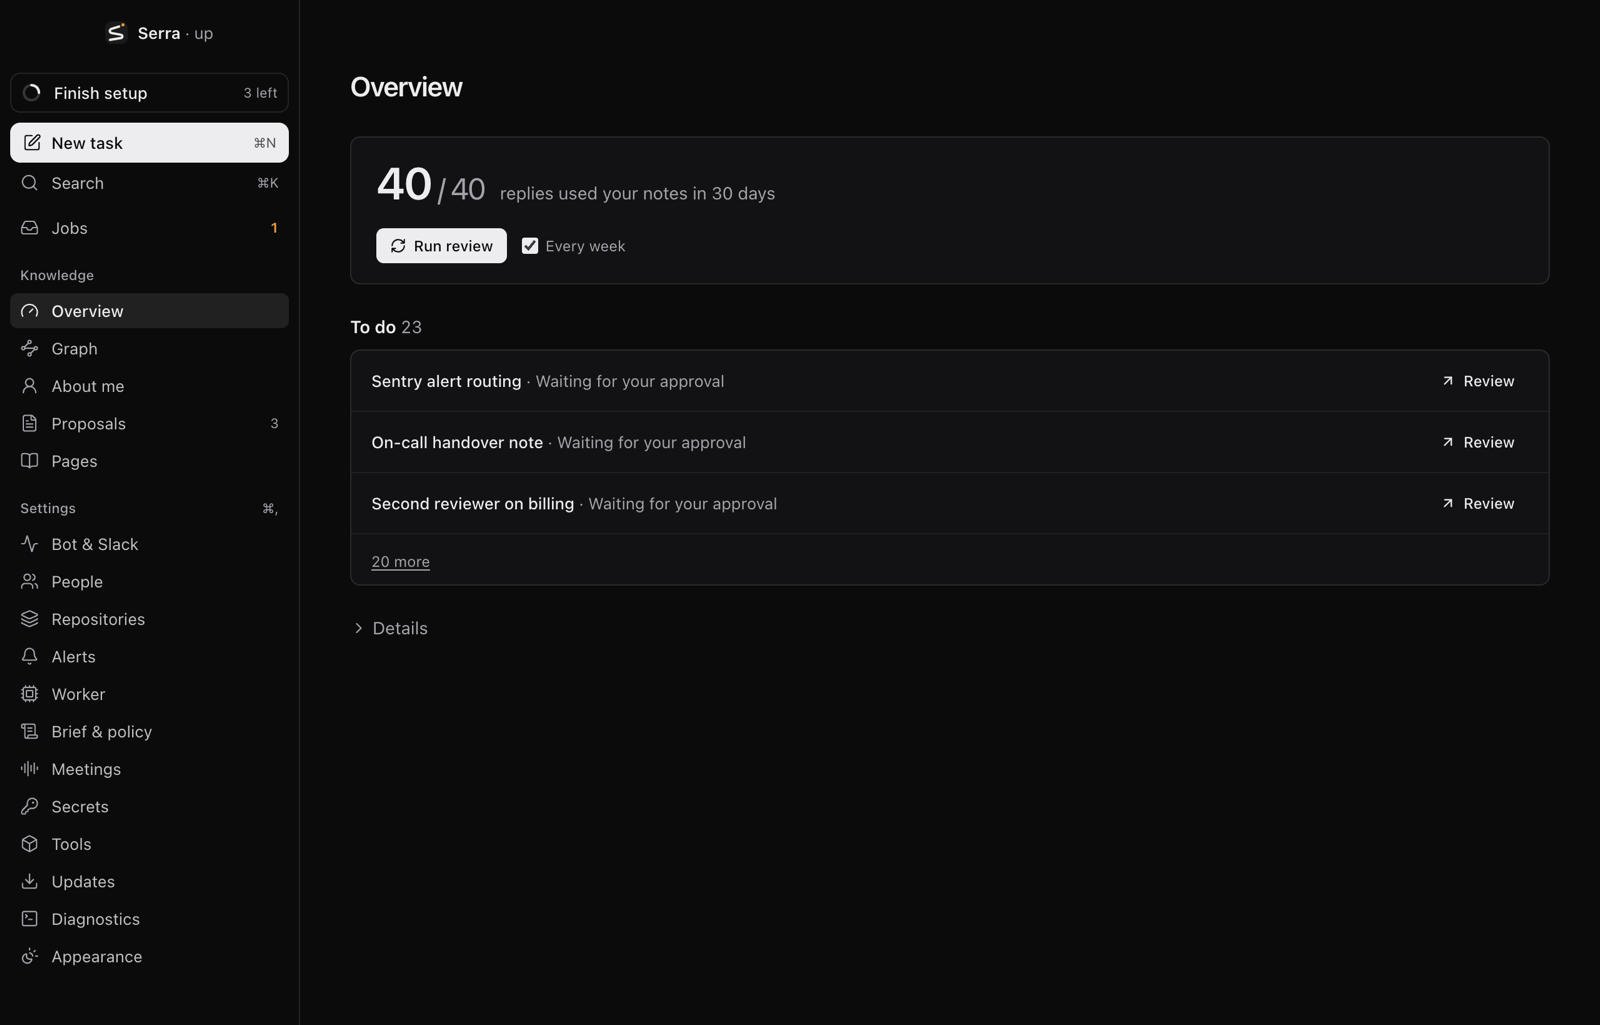 Serra · up
Finish setup 3 left
New task ⌘N
Search ⌘K
Jobs 1
Knowledge
Overview
Graph
About me
Proposals 3
Pages
Settings ⌘,
Bot & Slack
People
Repositories
Alerts
Worker
Brief & policy
Meetings
Secrets
Tools
Updates
Diagnostics
Appearance
Overview
40 / 40 replies used your notes in 30 days
Run review Every week
To do 23
Sentry alert routing · Waiting for your approval Review
On-call handover note · Waiting for your approval Review
Second reviewer on billing · Waiting for your approval Review
20 more
Details